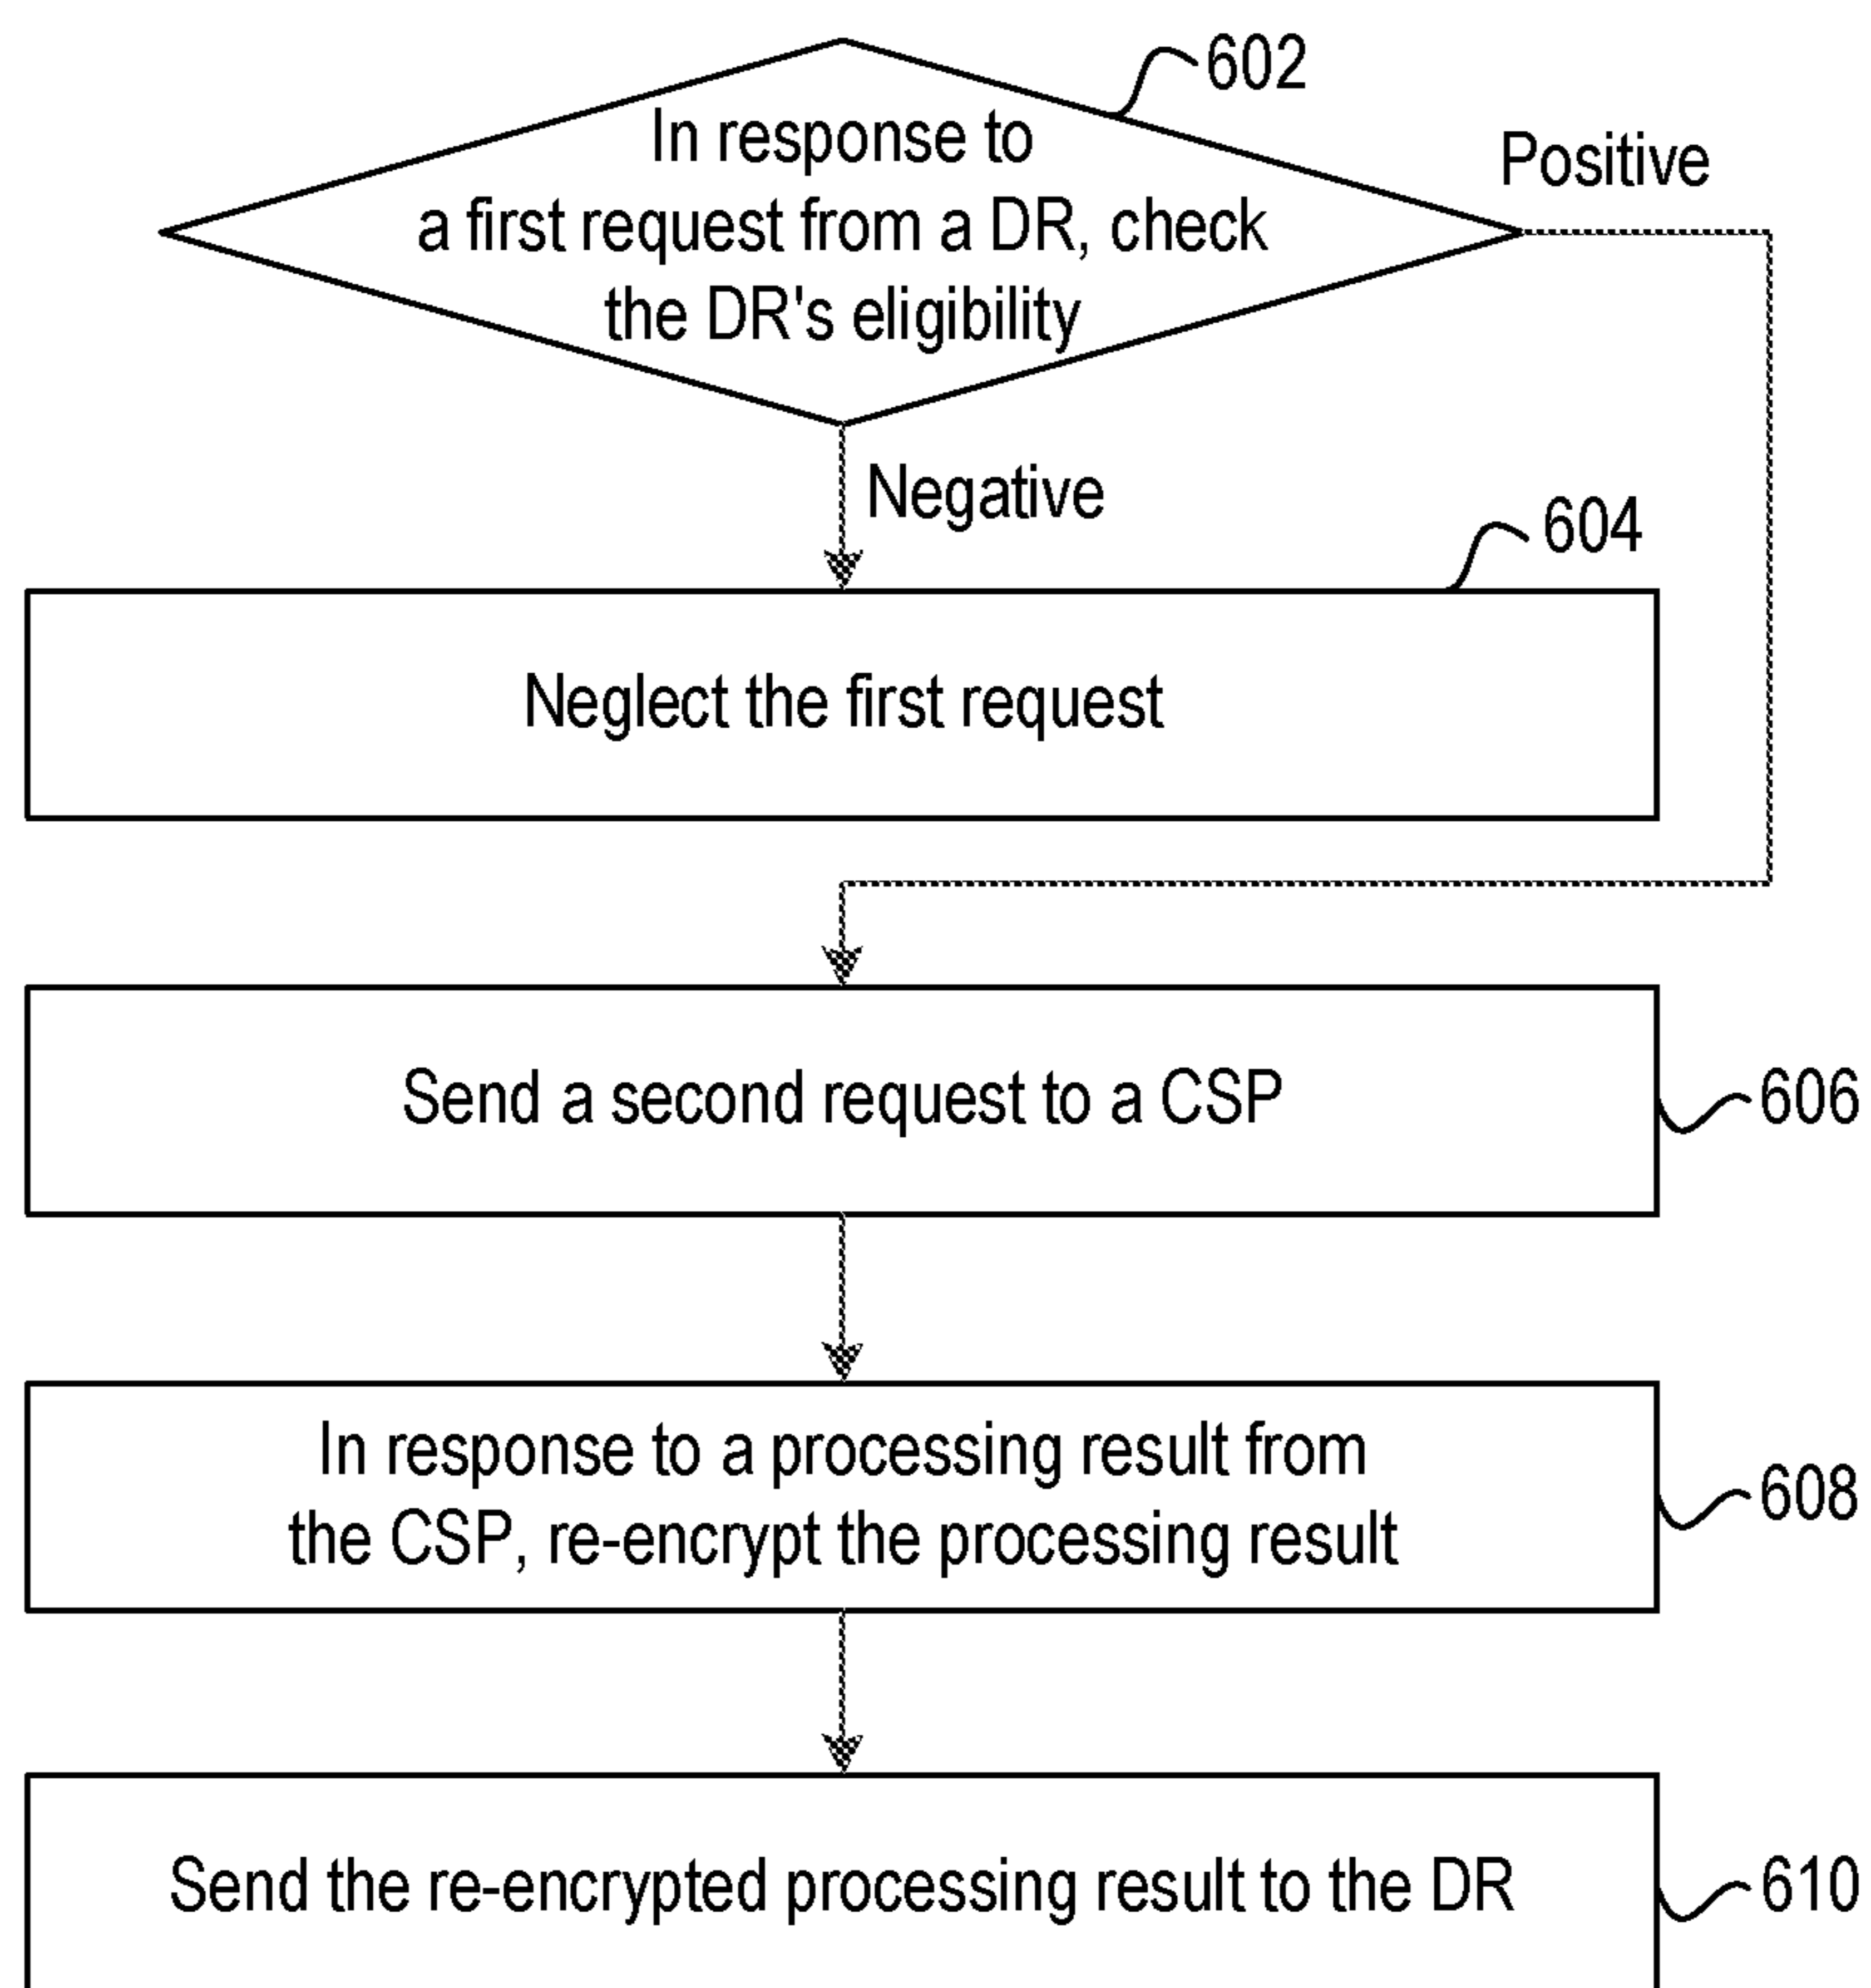 602
In response to
a first request from a DR, check
the DR's eligibility
Positive
Negative
604
Neglect the first request
Send a second request to a CSP
606
In response to a processing result from
the CSP, re-encrypt the processing result
608
Send the re-encrypted processing result to the DR
610